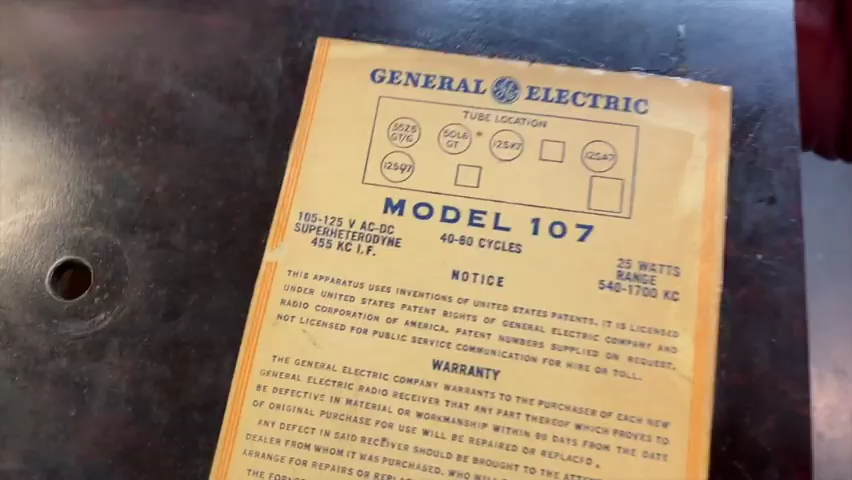 GENERAL GE ELECTRIC
TUBE LOCATION
35Z5 GT/G
50L6 GT
12SK7
12SA7
12SQ7
MODEL 107
105-125 V AC-DC
SUPERHETERODYNE
455 KC I.F.
40-60 CYCLES
25 WATTS
RANGE
540-1700 KC
NOTICE
THIS APPARATUS USES INVENTIONS OF UNITED STATES PATENTS. IT IS LICENSED
UNDER UNITED STATES PATENT RIGHTS OF GENERAL ELECTRIC COMPANY AND
RADIO CORPORATION OF AMERICA. PATENT NUMBERS SUPPLIED ON REQUEST.
NOT LICENSED FOR PUBLIC SERVICE COMMUNICATION FOR HIRE OR TOLL.
WARRANTY
THE GENERAL ELECTRIC COMPANY WARRANTS TO THE PURCHASER OF EACH NEW
GENERAL ELECTRIC RADIO RECEIVER THAT ANY PART THEREOF WHICH PROVES TO
BE DEFECTIVE IN MATERIAL OR WORKMANSHIP WITHIN 90 DAYS FROM THE DATE
OF ORIGINAL PURCHASE FOR USE WILL BE REPAIRED OR REPLACED.
ANY DEFECT IN SAID RECEIVER SHOULD BE BROUGHT TO THE
DEALER FROM WHOM IT WAS PURCHASED, WHO WILL
ARRANGE FOR REPAIRS OR
THE